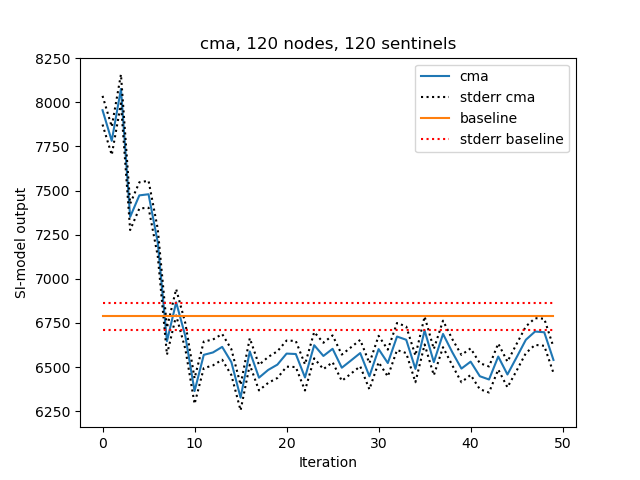 cma, 120 nodes, 120 sentinels
8250
8000
7750
7500
7250
7000
6750
6500
6250
SI-model output
cma
stderr cma
baseline
stderr baseline
0
10
20
30
40
50
Iteration